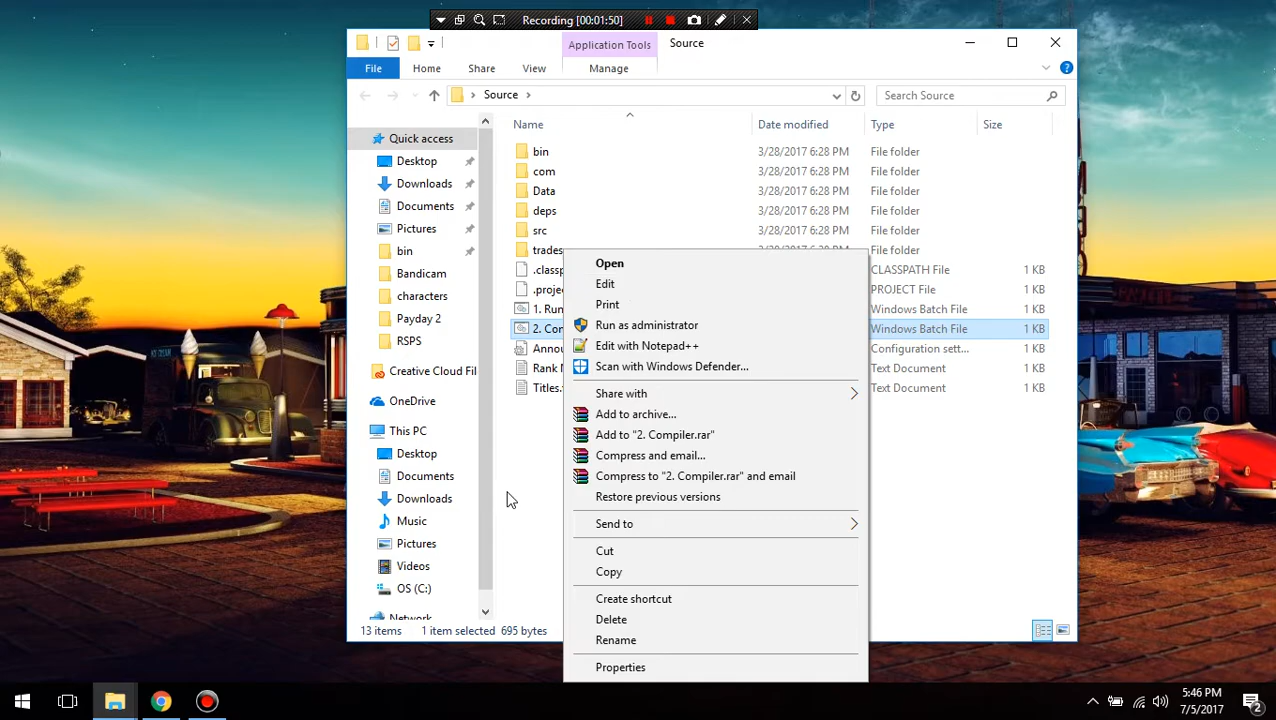 Recording [00:01:50]
Application Tools
Source
File
Home
Share
View
Manage
Source
Search Source
Name
Date modified
Type
Size
Quick access
Desktop
Downloads
Documents
Pictures
bin
Bandicam
characters
Payday 2
RSPS
Creative Cloud Fil
OneDrive
This PC
Desktop
Documents
Downloads
Music
Pictures
Videos
OS (C:)
Network
bin 3/28/2017 6:28 PM File folder
com 3/28/2017 6:28 PM File folder
Data 3/28/2017 6:28 PM File folder
deps 3/28/2017 6:28 PM File folder
src 3/28/2017 6:28 PM File folder
trades 3/28/2017 6:28 PM File folder
.classp CLASSPATH File 1 KB
.proje PROJECT File 1 KB
1. Run Windows Batch File 1 KB
2. Cor Windows Batch File 1 KB
Annou Configuration sett... 1 KB
Rank Text Document 1 KB
Titles. Text Document 1 KB
Open
Edit
Print
Run as administrator
Edit with Notepad++
Scan with Windows Defender...
Share with
Add to archive...
Add to "2. Compiler.rar"
Compress and email...
Compress to "2. Compiler.rar" and email
Restore previous versions
Send to
Cut
Copy
Create shortcut
Delete
Rename
Properties
13 items 1 item selected 695 bytes
5:46 PM
7/5/2017
2